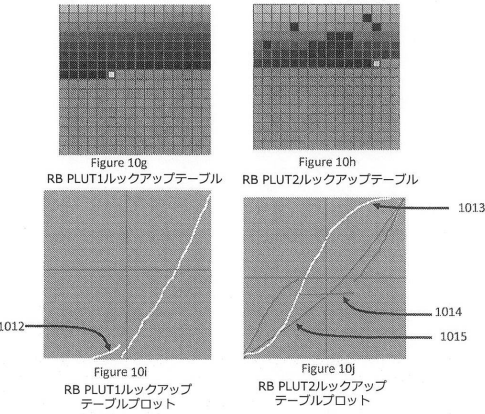 Figure 10g
RB PLUT1ルックアップテーブル
Figure 10h
RB PLUT2ルックアップテーブル
1012
Figure 10i
RB PLUT1ルックアップ
テーブルプロット
1013
1014
1015
Figure 10j
RB PLUT2ルックアップ
テーブルプロット